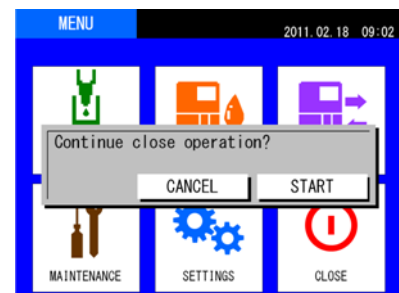 MENU
2011.02.18 09:02
Continue close operation?
CANCEL START
MAINTENANCE SETTINGS CLOSE